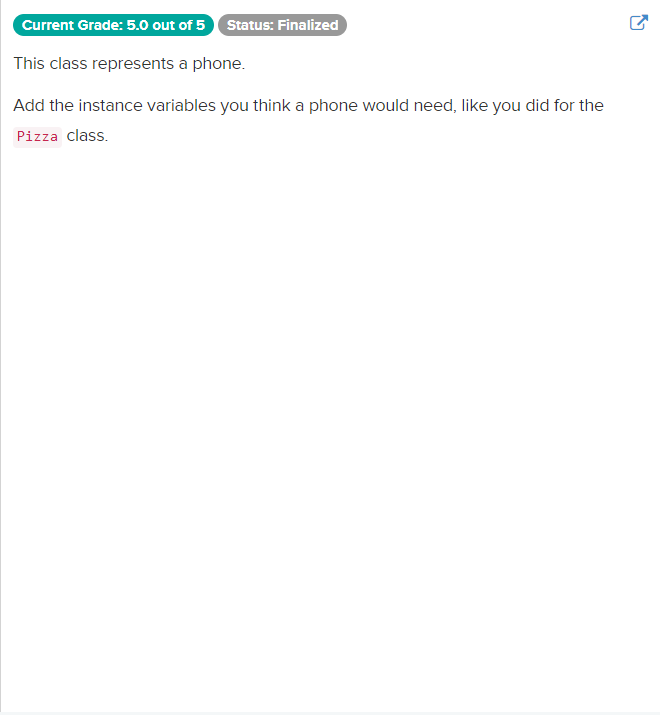 Current Grade: 5.0 out of 5 Status: Finalized
This class represents a phone.
Add the instance variables you think a phone would need, like you did for the
Pizza class.